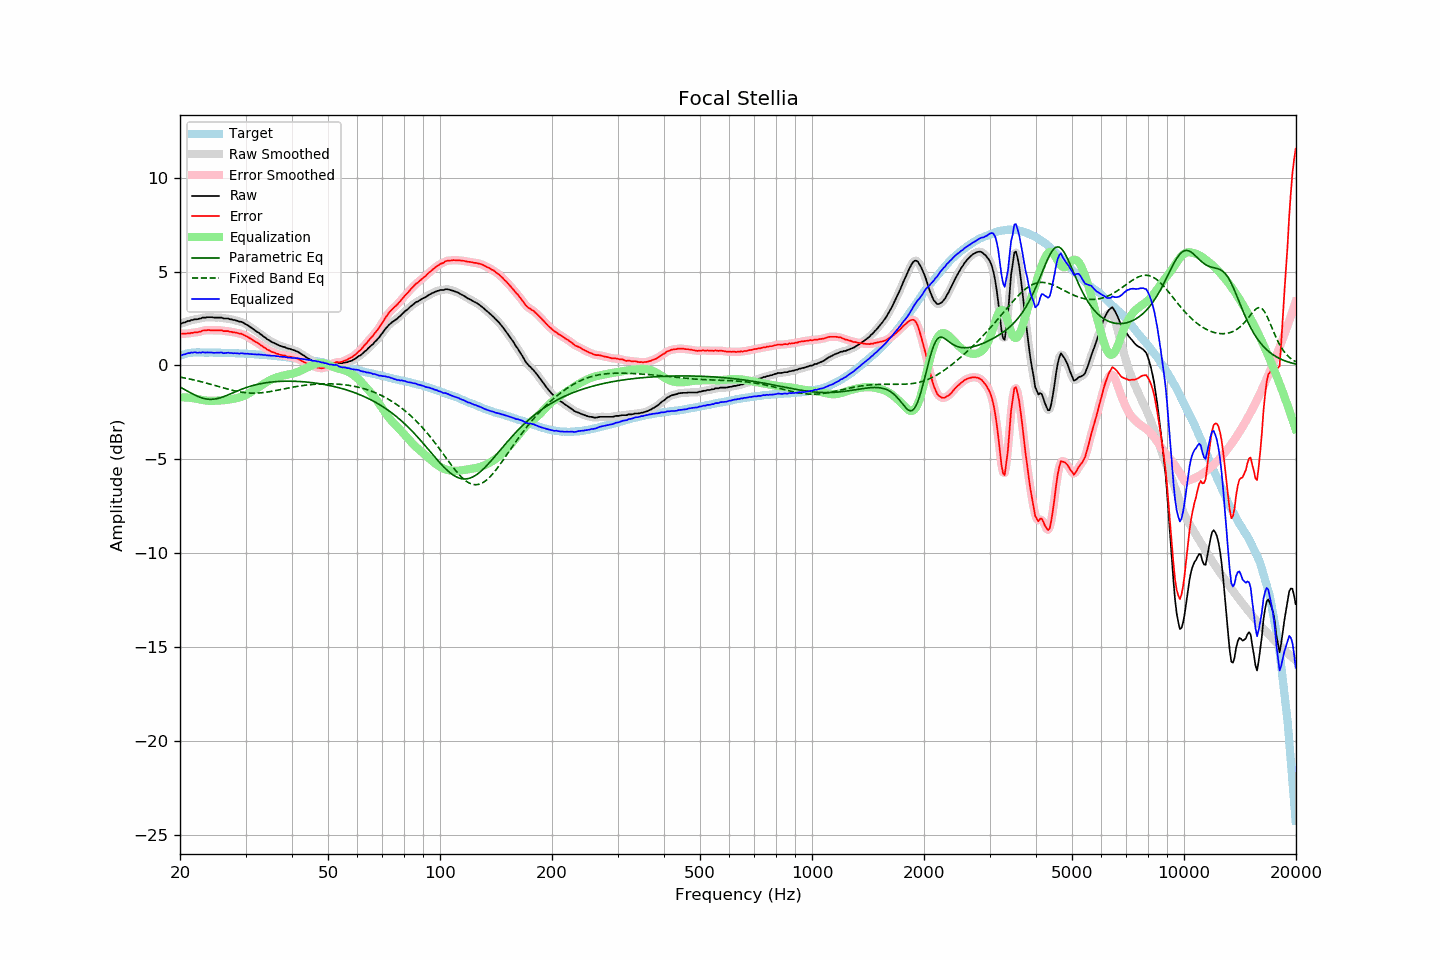 Focal Stellia
Target
Raw Smoothed
Error Smoothed
Raw
Error
Equalization
Parametric Eq
Fixed Band Eq
Equalized
Amplitude (dBr)
10
5
0
−5
−10
−15
−20
−25
20 50 100 200 500 1000 2000 5000 10000 20000
Frequency (Hz)